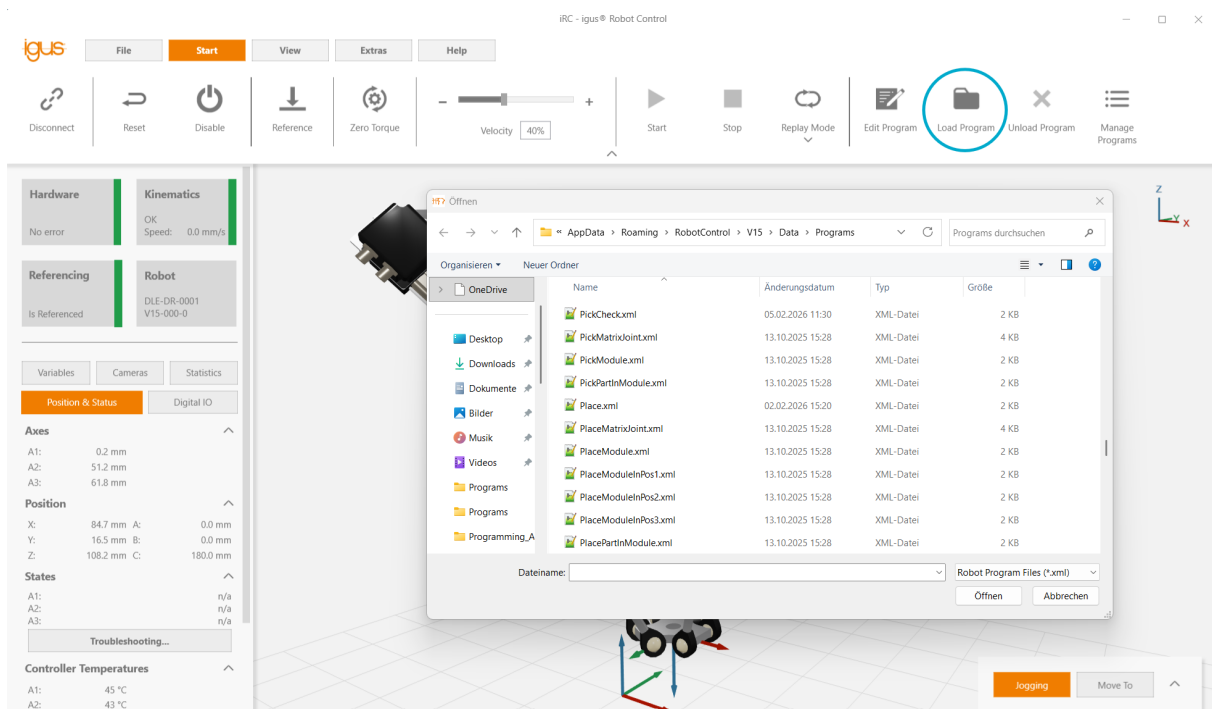 iRC - igus® Robot Control
igus
File
Start
View
Extras
Help
Disconnect
Reset
Disable
Reference
Zero Torque
- +
Velocity 40%
Start
Stop
Replay Mode
Edit Program
Load Program
Unload Program
Manage
Programs
Hardware
No error
Kinematics
OK
Speed: 0.0 mm/s
Referencing
Is Referenced
Robot
DLE-DR-0001
V15-000-0
Variables
Cameras
Statistics
Position & Status
Digital IO
Axes
A1: 0.2 mm
A2: 51.2 mm
A3: 61.8 mm
Position
X: 84.7 mm A: 0.0 mm
Y: 16.5 mm B: 0.0 mm
Z: 108.2 mm C: 180.0 mm
States
A1: n/a
A2: n/a
A3: n/a
Troubleshooting...
Controller Temperatures
A1: 45 °C
A2: 43 °C
Öffnen
« AppData > Roaming > RobotControl > V15 > Data > Programs
Programs durchsuchen
Organisieren
Neuer Ordner
OneDrive
Desktop
Downloads
Dokumente
Bilder
Musik
Videos
Programs
Programs
Programming_A
Name Änderungsdatum Typ Größe
PickCheck.xml 05.02.2026 11:30 XML-Datei 2 KB
PickMatrixJoint.xml 13.10.2025 15:28 XML-Datei 4 KB
PickModule.xml 13.10.2025 15:28 XML-Datei 2 KB
PickPartInModule.xml 13.10.2025 15:28 XML-Datei 2 KB
Place.xml 02.02.2026 15:20 XML-Datei 2 KB
PlaceMatrixJoint.xml 13.10.2025 15:28 XML-Datei 4 KB
PlaceModule.xml 13.10.2025 15:28 XML-Datei 2 KB
PlaceModuleInPos1.xml 13.10.2025 15:28 XML-Datei 2 KB
PlaceModuleInPos2.xml 13.10.2025 15:28 XML-Datei 2 KB
PlaceModuleInPos3.xml 13.10.2025 15:28 XML-Datei 2 KB
PlacePartInModule.xml 13.10.2025 15:28 XML-Datei 2 KB
Dateiname:
Robot Program Files (*.xml)
Öffnen
Abbrechen
Z
Y
X
Jogging
Move To